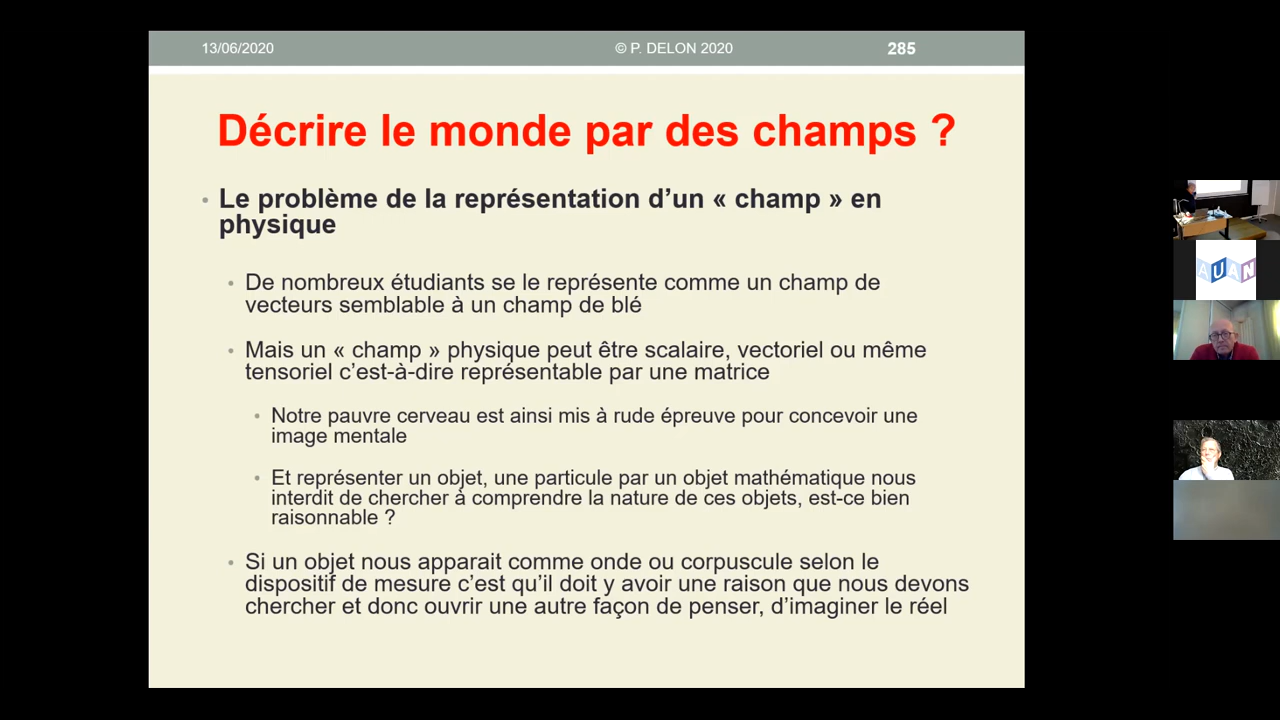 13/06/2020
© P. DELON 2020
285
Décrire le monde par des champs ?
• Le problème de la représentation d’un « champ » en
physique
• De nombreux étudiants se le représente comme un champ de
vecteurs semblable à un champ de blé
• Mais un « champ » physique peut être scalaire, vectoriel ou même
tensoriel c’est-à-dire représentable par une matrice
• Notre pauvre cerveau est ainsi mis à rude épreuve pour concevoir une
image mentale
• Et représenter un objet, une particule par un objet mathématique nous
interdit de chercher à comprendre la nature de ces objets, est-ce bien
raisonnable ?
• Si un objet nous apparait comme onde ou corpuscule selon le
dispositif de mesure c’est qu’il doit y avoir une raison que nous devons
chercher et donc ouvrir une autre façon de penser, d’imaginer le réel
AUAN